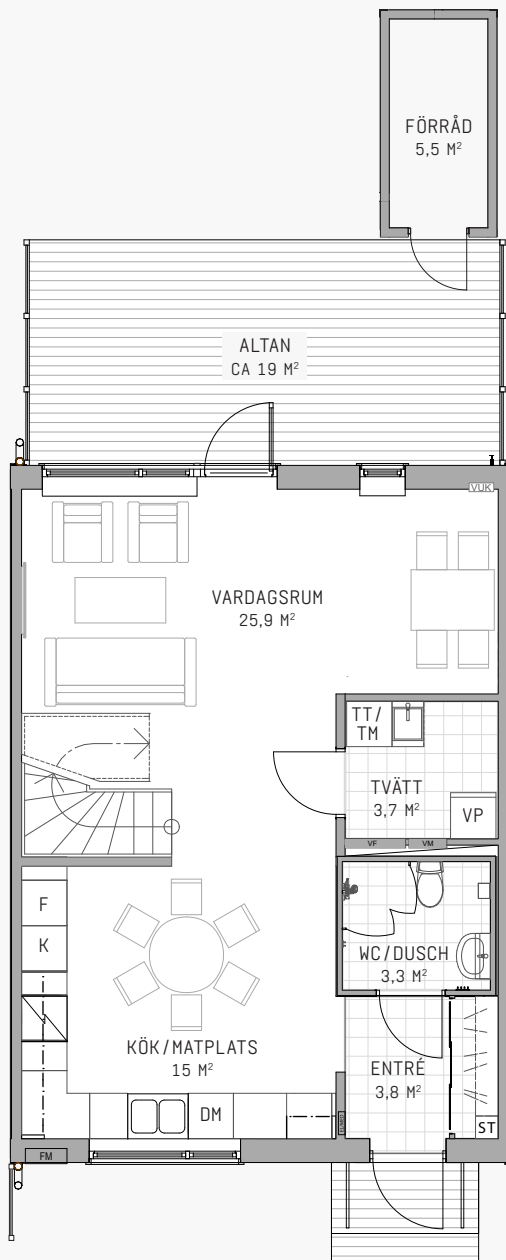 FÖRRÅD
5,5 M²
ALTAN
CA 19 M²
VUK
VARDAGSRUM
25,9 M²
TT/
TM
TVÄTT
3,7 M²
VP
VF
VM
F
K
WC/DUSCH
3,3 M²
KÖK/MATPLATS
15 M²
ENTRÉ
3,8 M²
DM
ST
FM